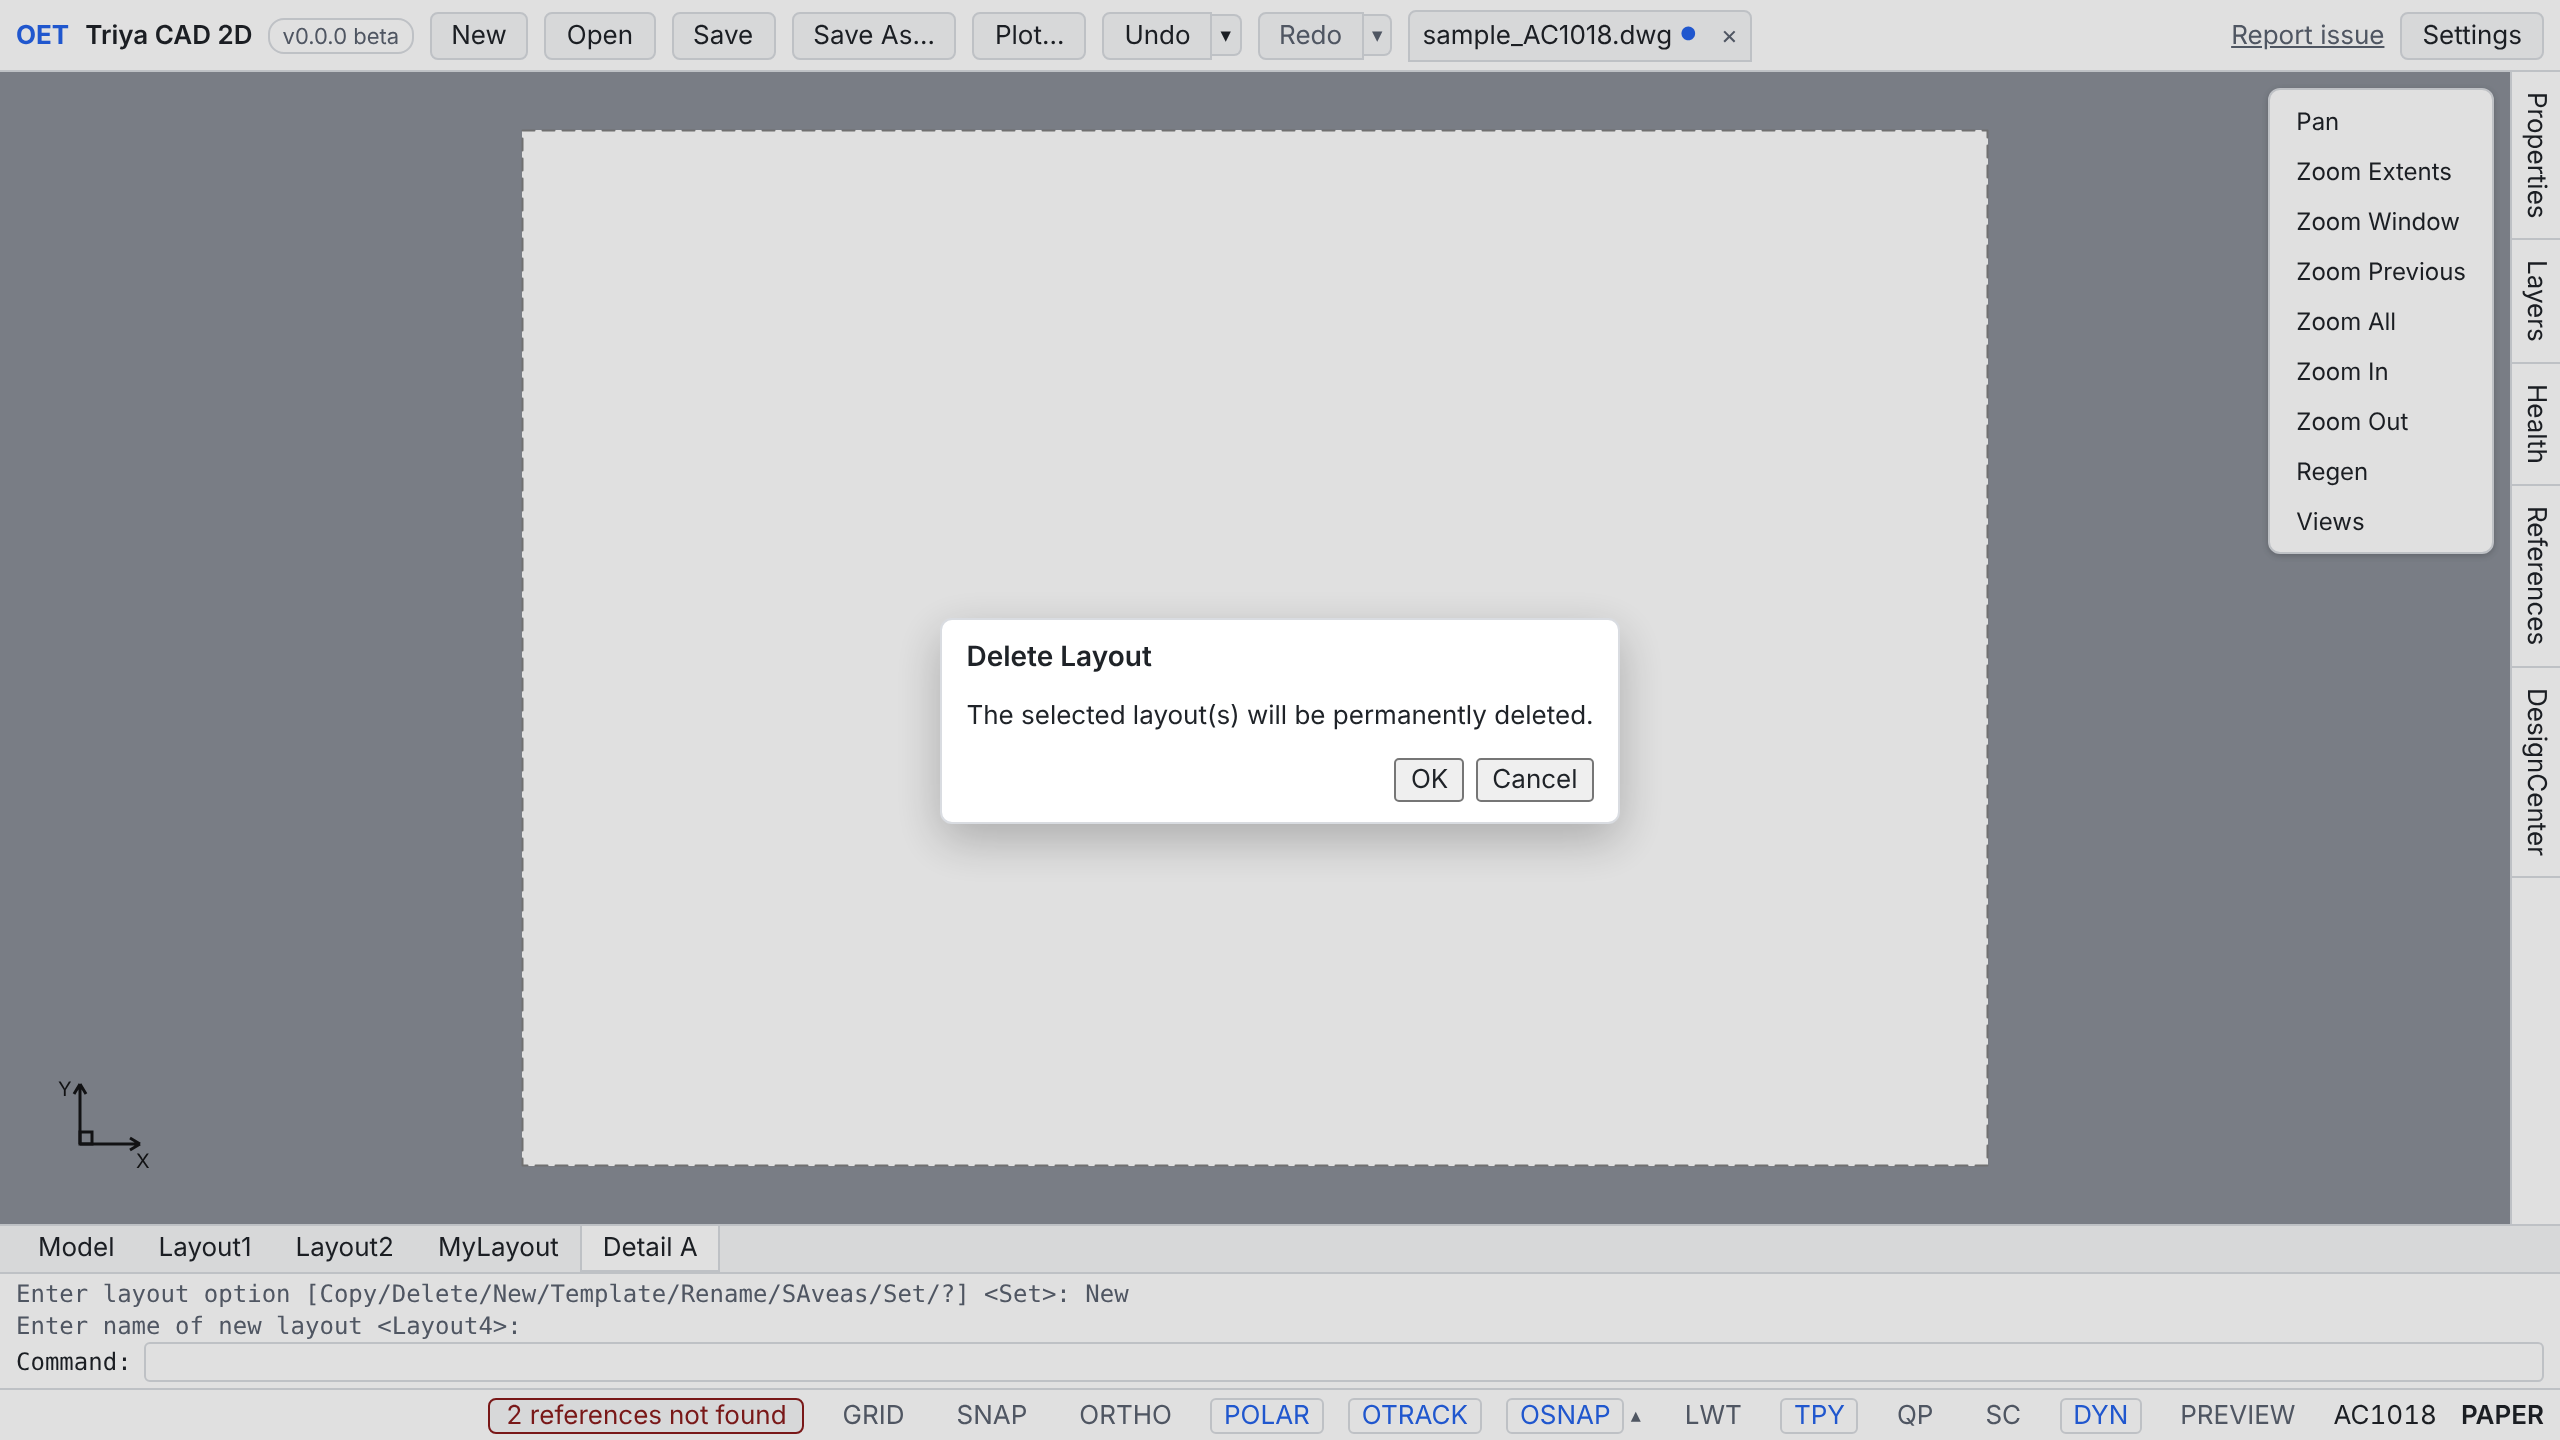 OET Triya CAD 2D v0.0.0 beta New Open Save Save As... Plot... Undo ▾ Redo ▾ sample_AC1018.dwg × Report issue Settings
Pan
Zoom Extents
Zoom Window
Zoom Previous
Zoom All
Zoom In
Zoom Out
Regen
Views
Properties
Layers
Health
References
DesignCenter
Delete Layout
The selected layout(s) will be permanently deleted.
OK Cancel
Y
X
Model Layout1 Layout2 MyLayout Detail A
Enter layout option [Copy/Delete/New/Template/Rename/SAveas/Set/?] <Set>: New
Enter name of new layout <Layout4>:
Command:
2 references not found GRID SNAP ORTHO POLAR OTRACK OSNAP ▴ LWT TPY QP SC DYN PREVIEW AC1018 PAPER